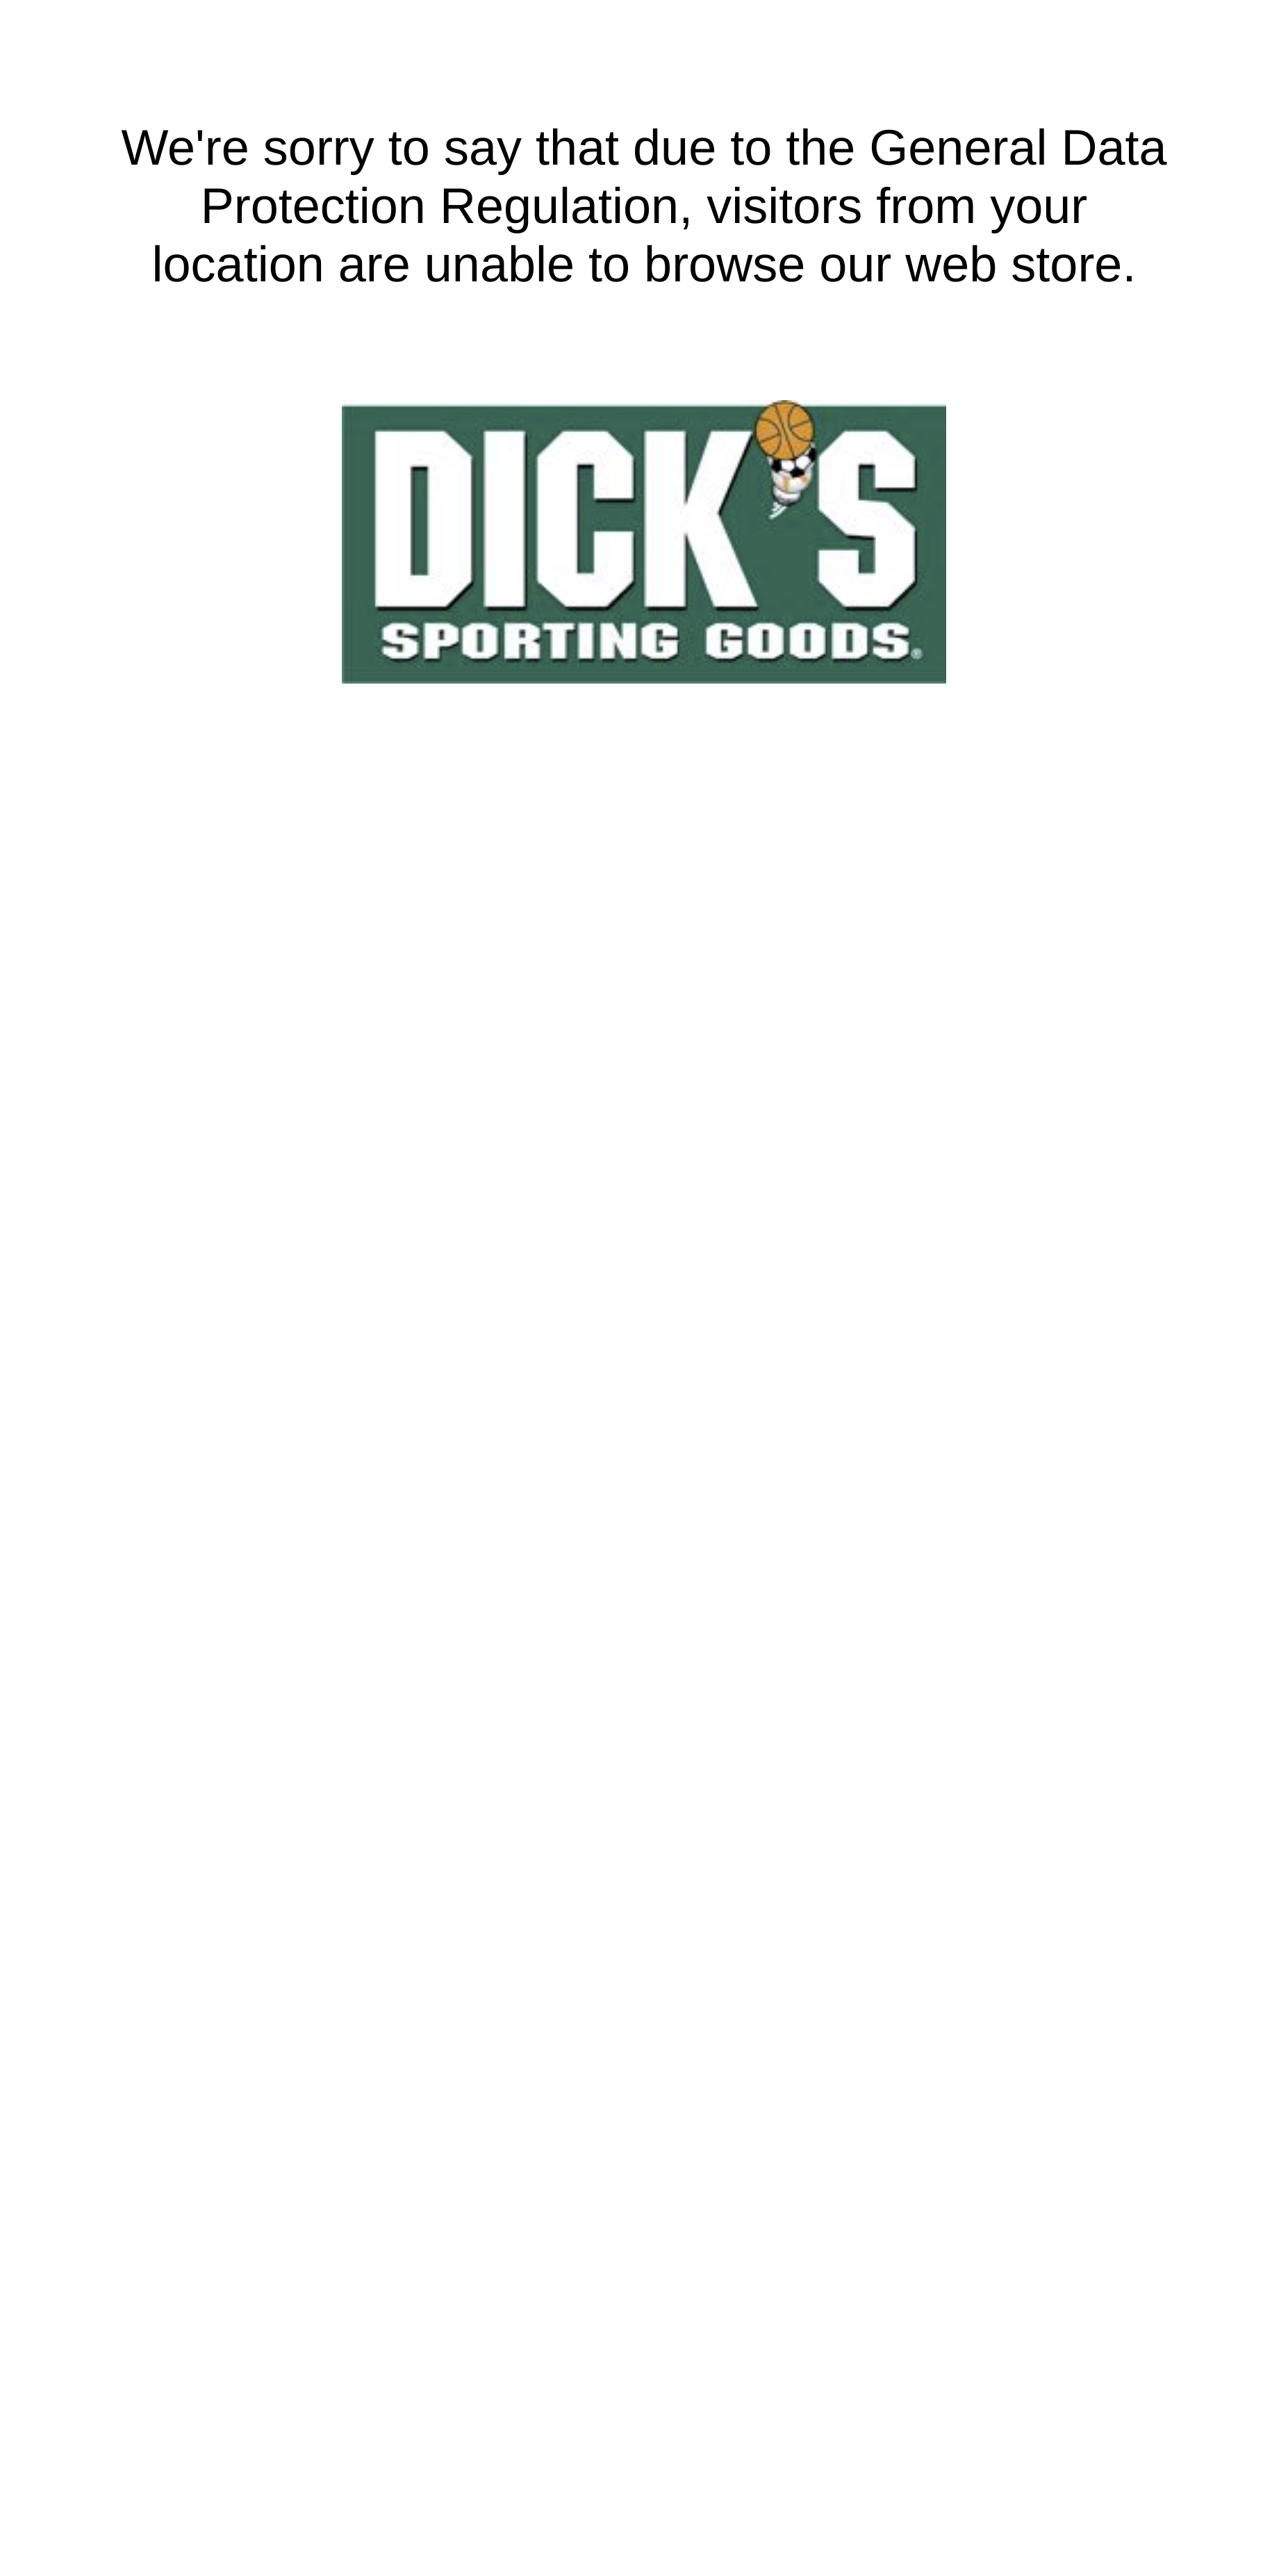 We're sorry to say that due to the General Data
Protection Regulation, visitors from your
location are unable to browse our web store.
DICK'S
SPORTING GOODS®